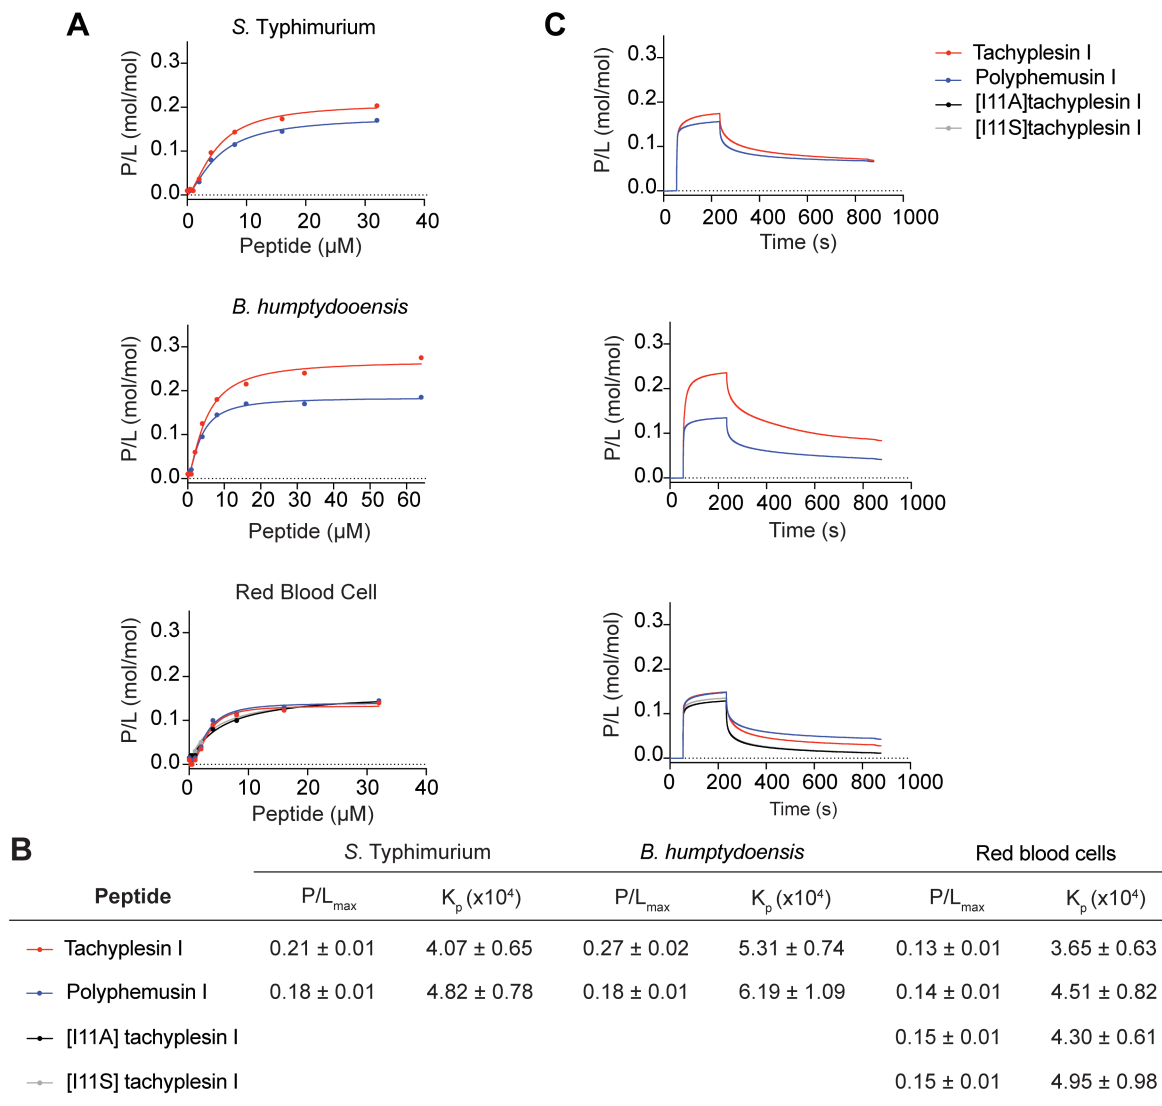 A
S. Typhimurium
P/L (mol/mol)
0.3
0.2
0.1
0.0
0 10 20 30 40
Peptide (µM)
C
P/L (mol/mol)
0.3
0.2
0.1
0.0
0 200 400 600 800 1000
Time (s)
Tachyplesin I
Polyphemusin I
[I11A]tachyplesin I
[I11S]tachyplesin I
B. humptydooensis
P/L (mol/mol)
0.3
0.2
0.1
0.0
0 10 20 30 40 50 60
Peptide (µM)
P/L (mol/mol)
0.3
0.2
0.1
0.0
0 200 400 600 800 1000
Time (s)
Red Blood Cell
P/L (mol/mol)
0.3
0.2
0.1
0.0
0 10 20 30 40
Peptide (µM)
P/L (mol/mol)
0.3
0.2
0.1
0.0
0 200 400 600 800 1000
Time (s)
B
S. Typhimurium B. humptydoensis Red blood cells
Peptide P/Lmax Kp (x10⁴) P/Lmax Kp (x10⁴) P/Lmax Kp (x10⁴)
Tachyplesin I 0.21 ± 0.01 4.07 ± 0.65 0.27 ± 0.02 5.31 ± 0.74 0.13 ± 0.01 3.65 ± 0.63
Polyphemusin I 0.18 ± 0.01 4.82 ± 0.78 0.18 ± 0.01 6.19 ± 1.09 0.14 ± 0.01 4.51 ± 0.82
[I11A] tachyplesin I 0.15 ± 0.01 4.30 ± 0.61
[I11S] tachyplesin I 0.15 ± 0.01 4.95 ± 0.98